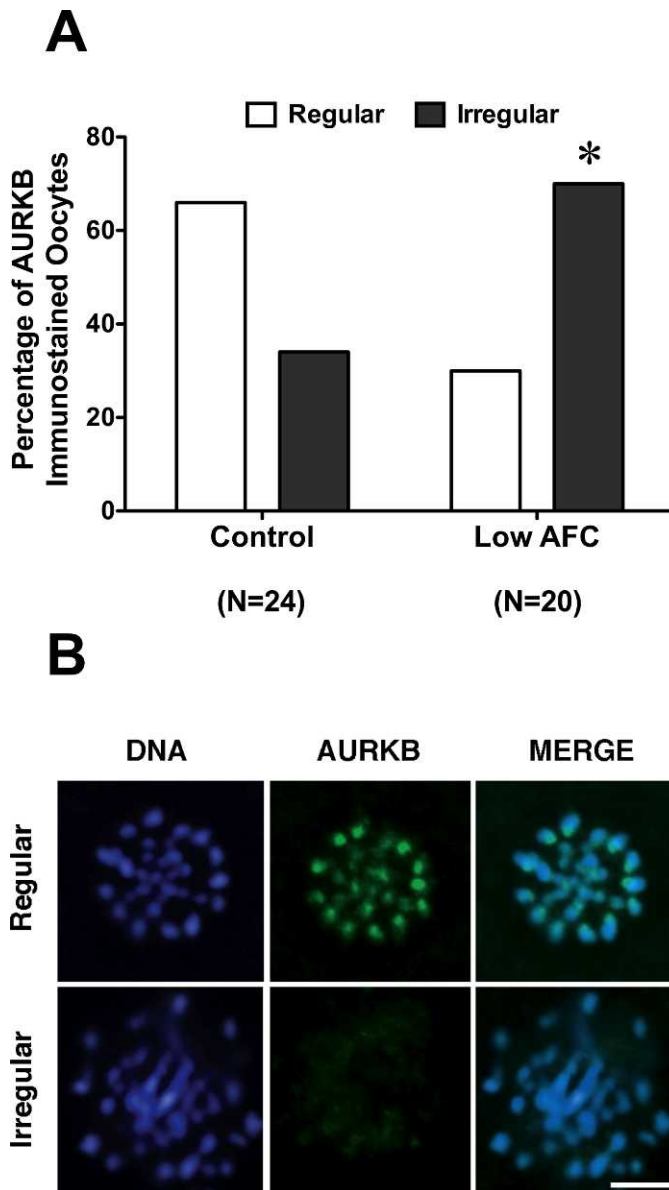 A
Regular Irregular
Percentage of AURKB
Immunostained Oocytes
80
60
40
20
0
*
Control Low AFC
(N=24) (N=20)
B
DNA AURKB MERGE
Regular
Irregular